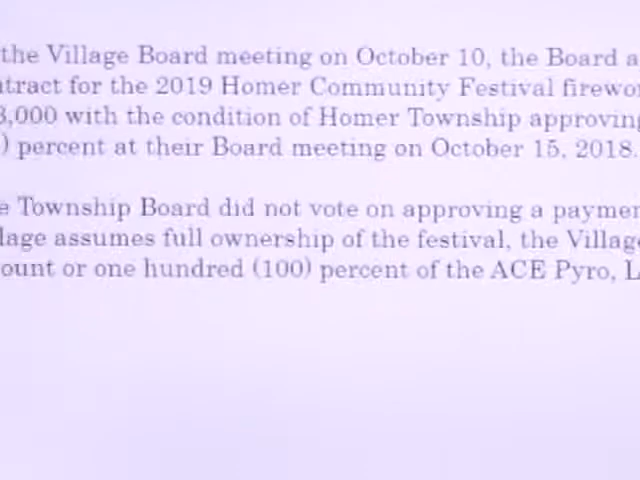 the Village Board meeting on October 10, the Board a
ntract for the 2019 Homer Community Festival firewor
3,000 with the condition of Homer Township approving
) percent at their Board meeting on October 15, 2018.
e Township Board did not vote on approving a paymen
lage assumes full ownership of the festival, the Village
ount or one hundred (100) percent of the ACE Pyro, L